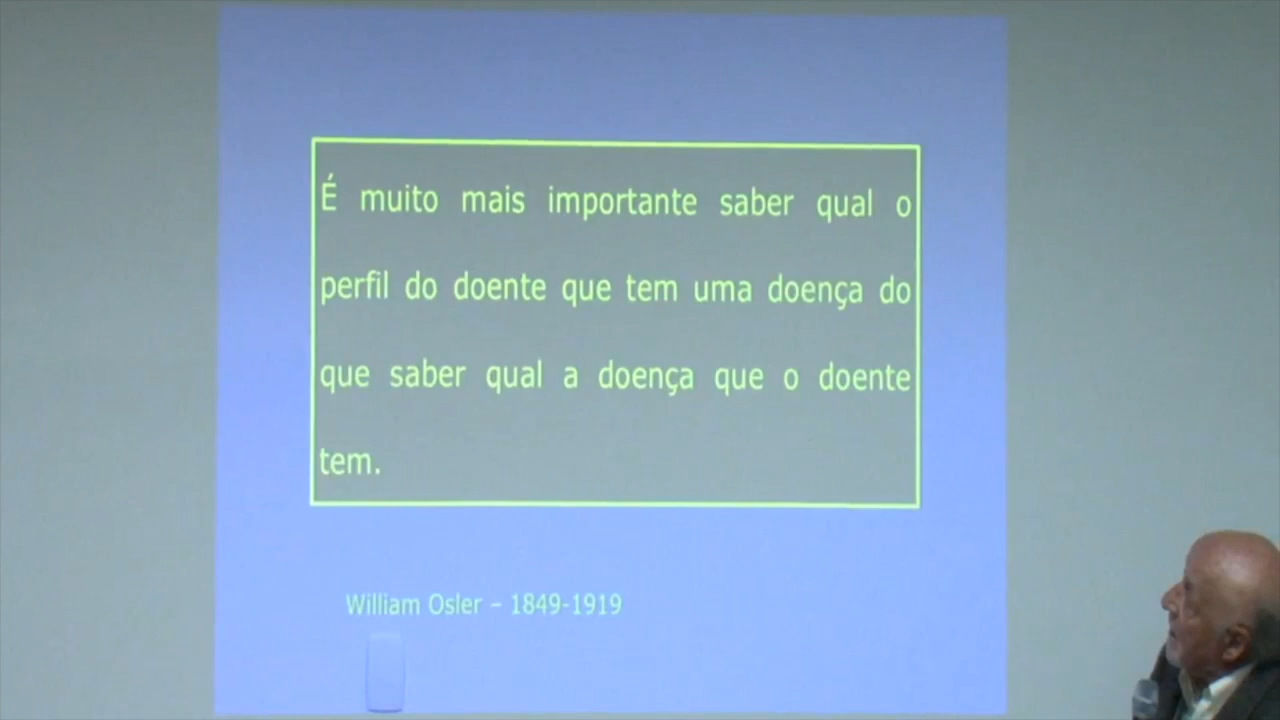 É muito mais importante saber qual o
perfil do doente que tem uma doença do
que saber qual a doença que o doente
tem.
William Osler – 1849-1919